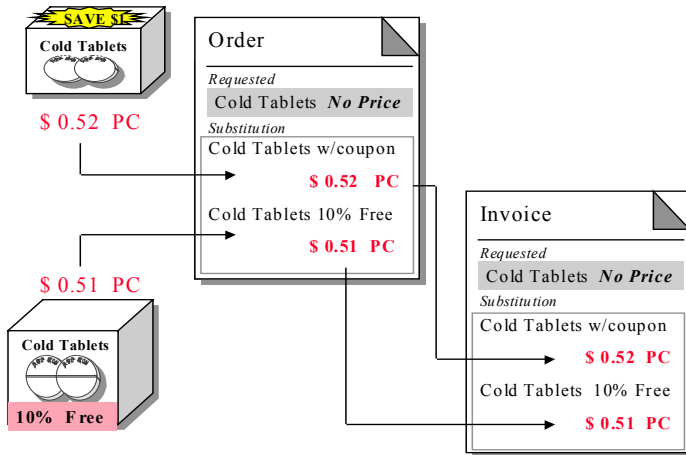 SAVE $1
Cold Tablets
$ 0.52 PC
$ 0.51 PC
Cold Tablets
10% Free
Order
Requested
Cold Tablets No Price
Substitution
Cold Tablets w/coupon
$ 0.52 PC
Cold Tablets 10% Free
$ 0.51 PC
Invoice
Requested
Cold Tablets No Price
Substitution
Cold Tablets w/coupon
$ 0.52 PC
Cold Tablets 10% Free
$ 0.51 PC